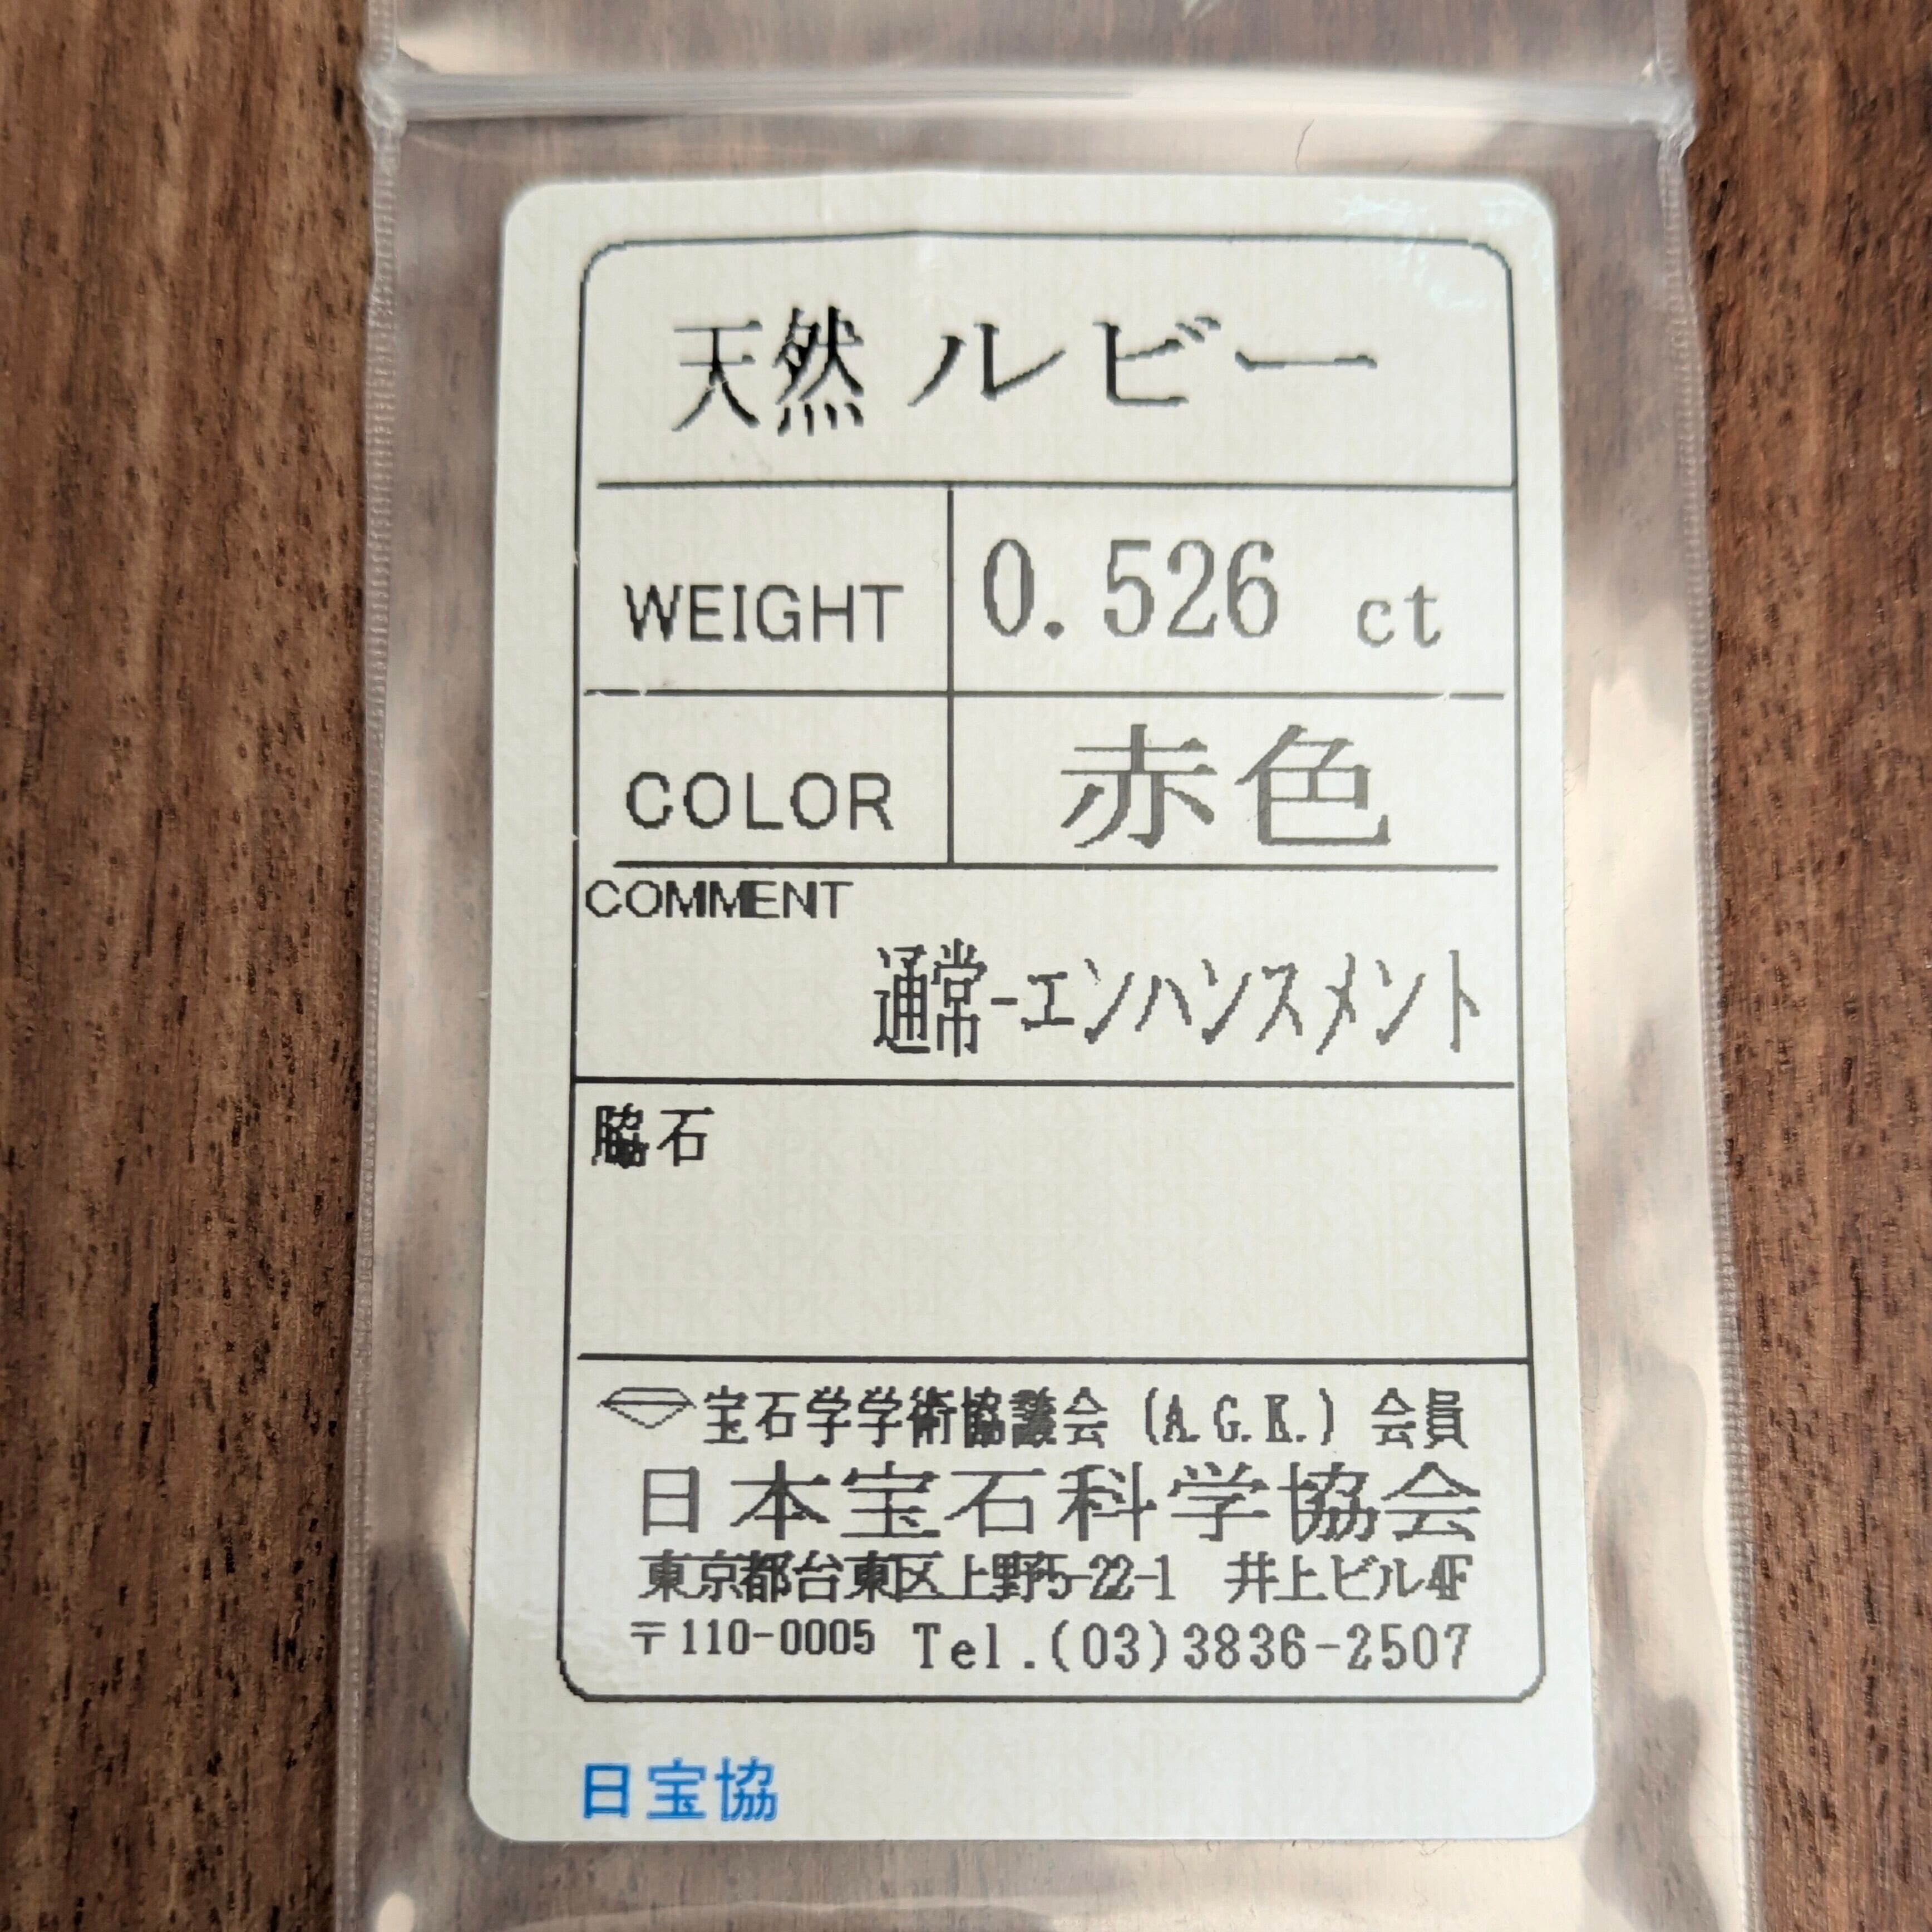 天然 ルビー
WEIGHT 0.526 ct
COLOR 赤色
COMMENT
通常-エンハンスメント
脇石
宝石学学術協議会 (A.G.K.) 会員
日本宝石科学協会
東京都台東区上野5-22-1 井上ビル4F
〒110-0005 Tel.(03)3836-2507
日宝協